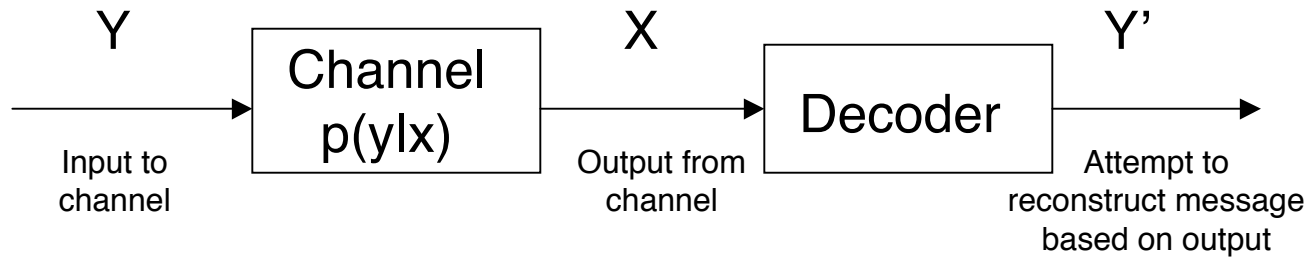 Y
X
Y’
Channel
p(y|x)
Decoder
Input to
channel
Output from
channel
Attempt to
reconstruct message
based on output